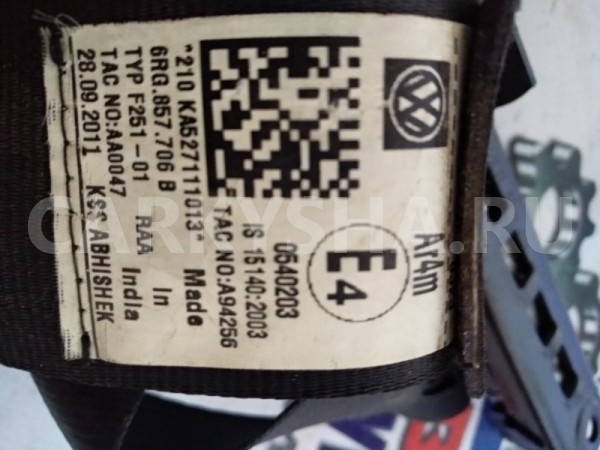 Ar4m
E4
0540203
IS 15140:2003
TAC NO:A94256
*210 KA527111013* Made
6RG.857.706 B In
TYP F251-01 RAA India
TAC NO:AA0047
28.09.2011 KSS ABHISHEK
CARKYSHA.RU